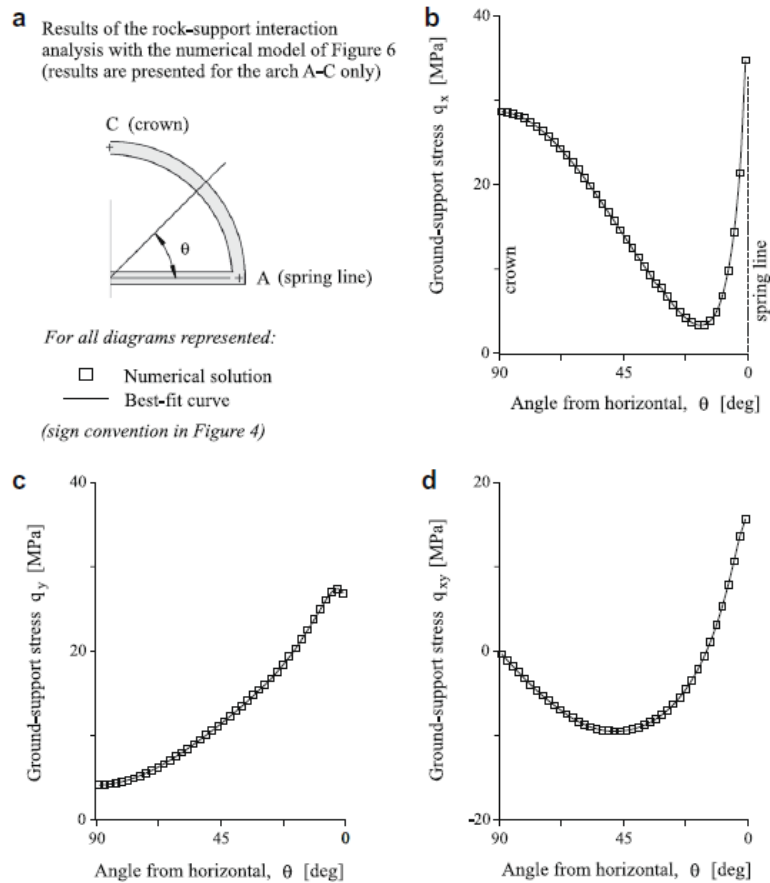 a
Results of the rock-support interaction
analysis with the numerical model of Figure 6
(results are presented for the arch A-C only)
C (crown)
θ
A (spring line)
For all diagrams represented:
Numerical solution
Best-fit curve
(sign convention in Figure 4)
b
Ground-support stress qx [MPa]
40
20
0
crown
spring line
90
45
0
Angle from horizontal, θ [deg]
c
Ground-support stress qy [MPa]
40
20
0
90
45
0
Angle from horizontal, θ [deg]
d
Ground-support stress qxy [MPa]
20
0
-20
90
45
0
Angle from horizontal, θ [deg]